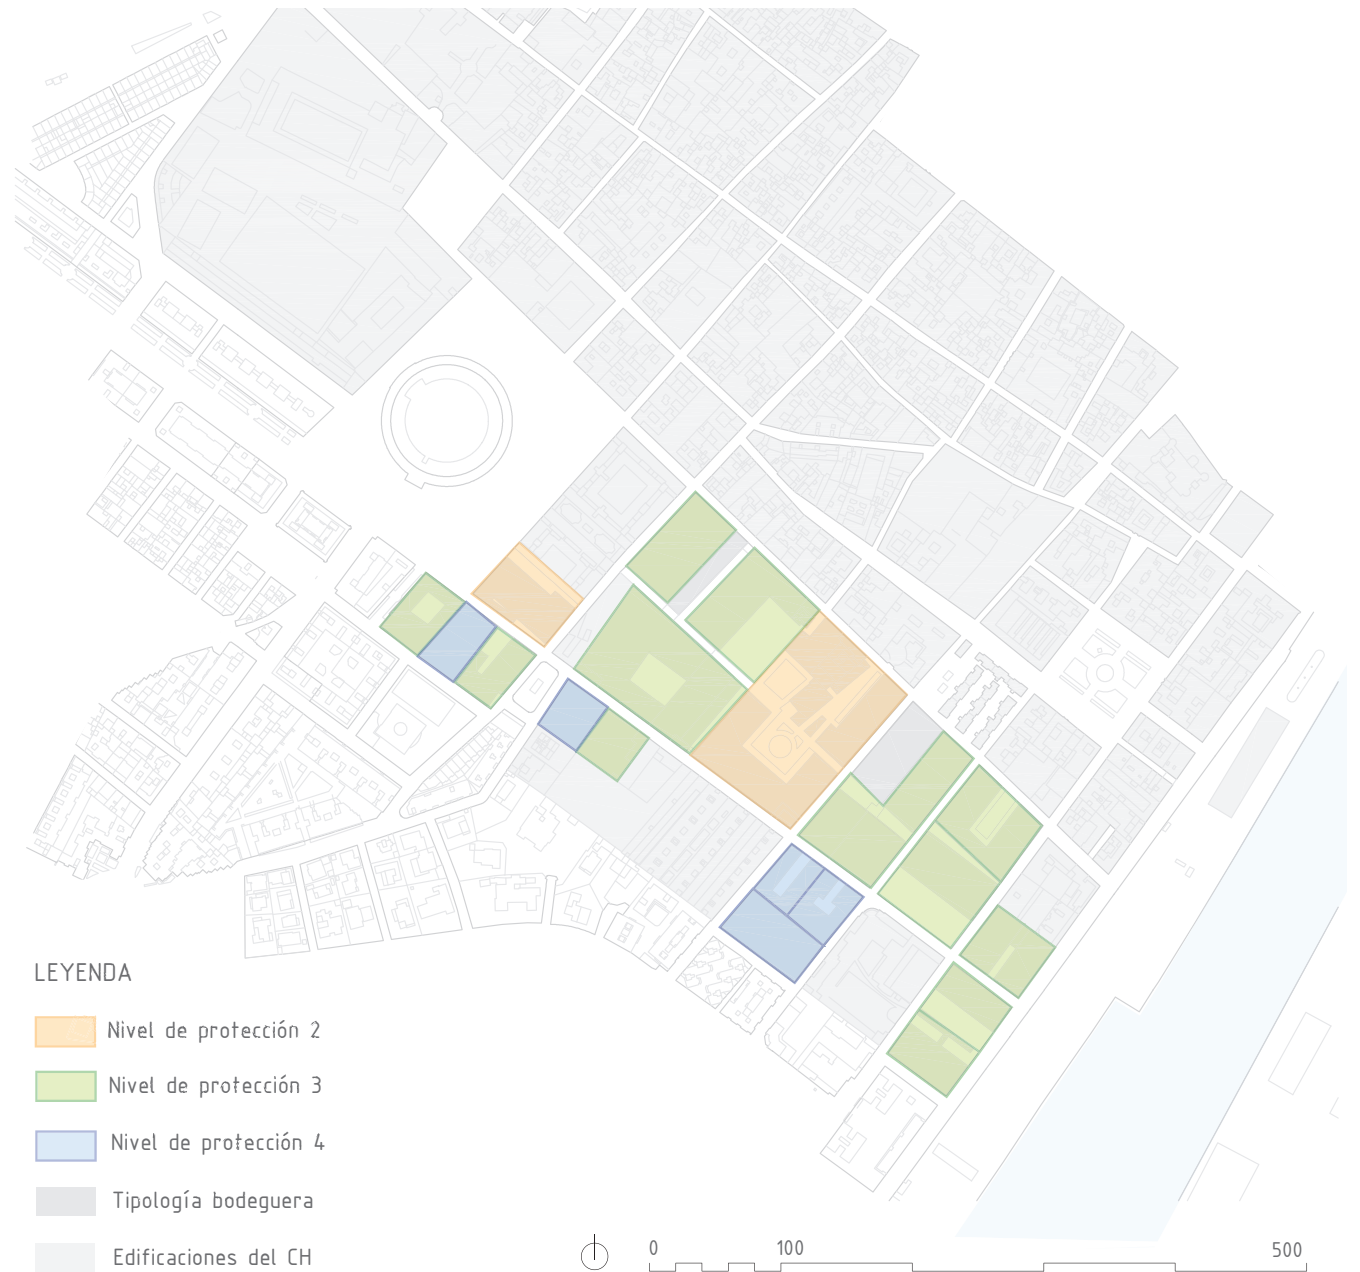 LEYENDA
Nivel de protección 2
Nivel de protección 3
Nivel de protección 4
Tipología bodeguera
Edificaciones del CH
0 100 500